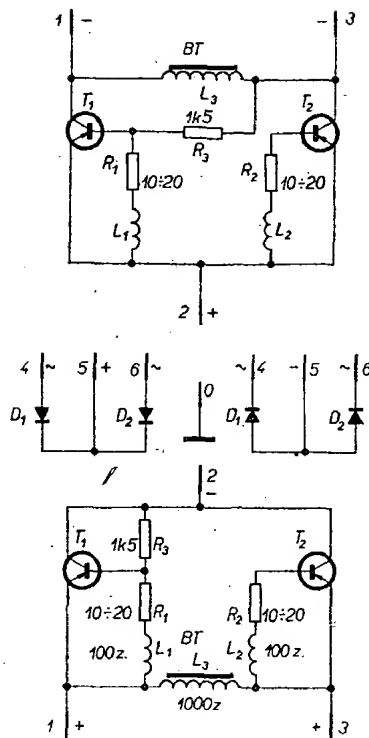 1 − − 3
BT
L3
T1 T2
1k5
R3
R1 R2
10÷20 10÷20
L1 L2
2 +
4 ~ 5 + 6 ~ 0 ~ 4 − 5 ~ 6
D1 D2 D1 D2
2
−
T1 T2
1k5 R3
10÷20 R1 R2 10÷20
BT
100z. L1 L3 L2 100z.
1000z
1 + + 3